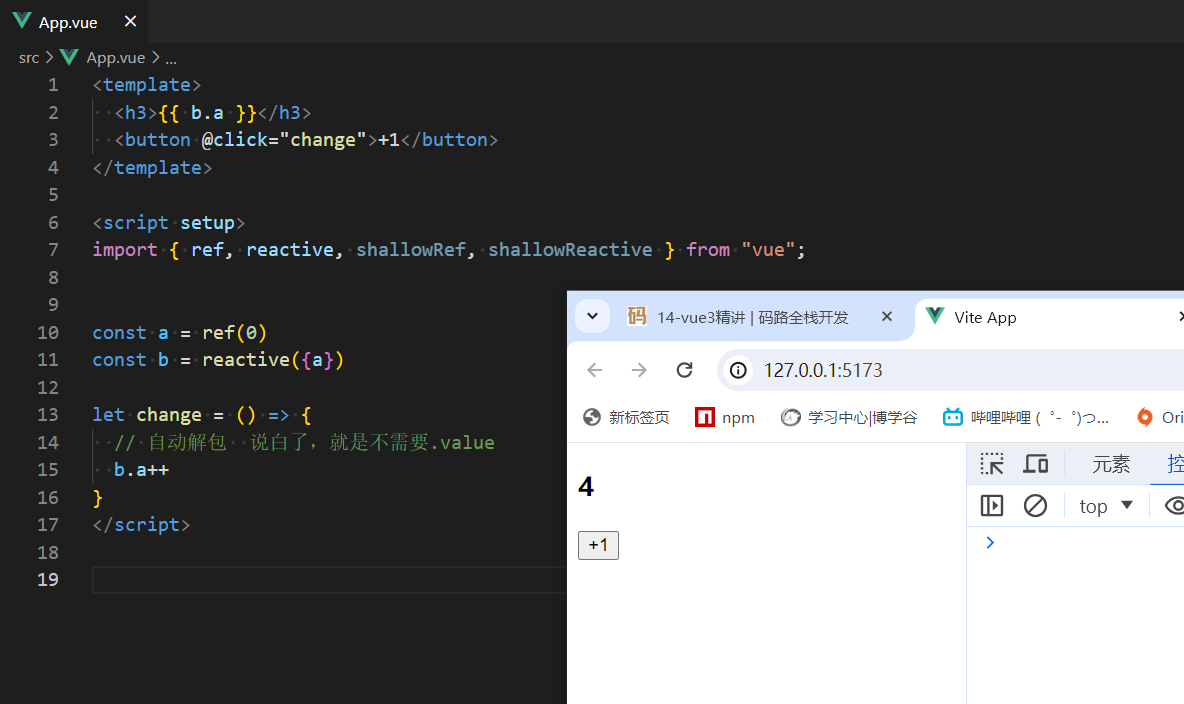 App.vue
src > App.vue > ...
1 <template>
2 <h3>{{ b.a }}</h3>
3 <button @click="change">+1</button>
4 </template>
5
6 <script setup>
7 import { ref, reactive, shallowRef, shallowReactive } from "vue";
8
9
10 const a = ref(0)
11 const b = reactive({a})
12
13 let change = () => {
14 // 自动解包 说白了，就是不需要.value
15 b.a++
16 }
17 </script>
18
19
码 14-vue3精讲 | 码路全栈开发
Vite App
127.0.0.1:5173
新标签页 npm 学习中心|博学谷 哔哩哔哩 ( ゜- ゜)つ... Ori
元素 控
top
4
+1